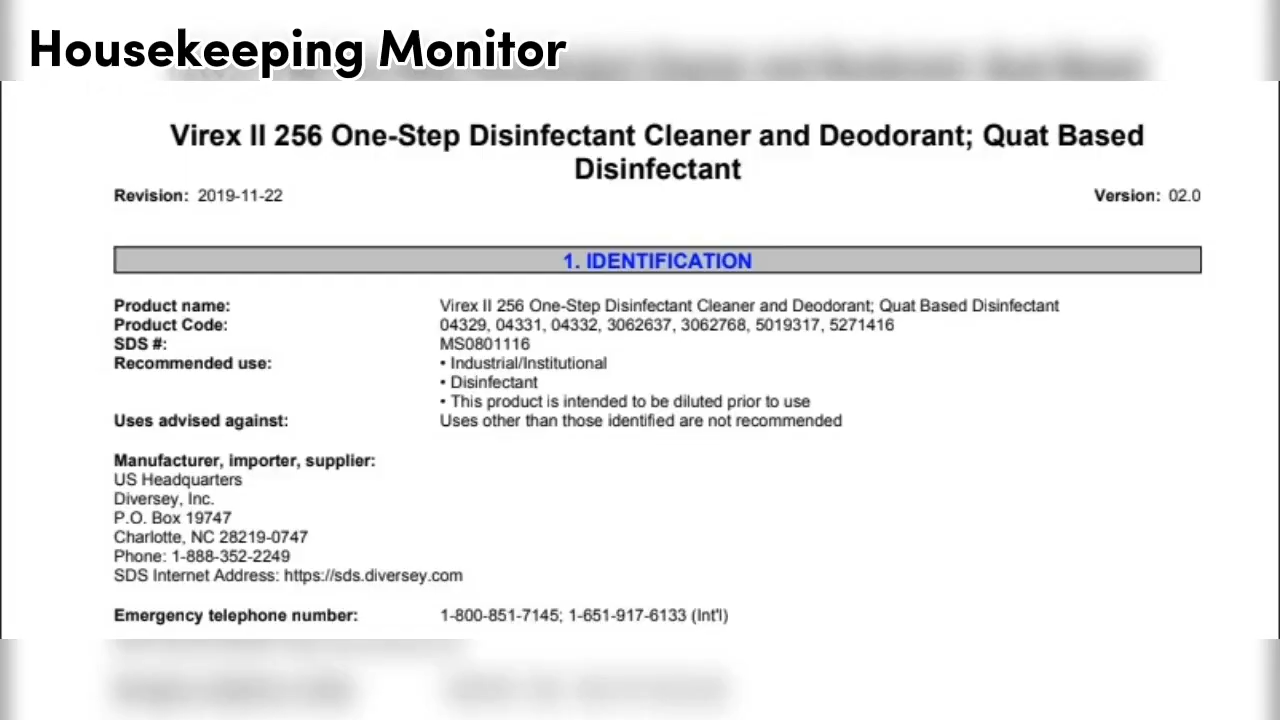 Housekeeping Monitor
Virex II 256 One-Step Disinfectant Cleaner and Deodorant; Quat Based
Disinfectant
Revision: 2019-11-22 Version: 02.0
1. IDENTIFICATION
Product name: Virex II 256 One-Step Disinfectant Cleaner and Deodorant; Quat Based Disinfectant
Product Code: 04329, 04331, 04332, 3062637, 3062768, 5019317, 5271416
SDS #: MS0801116
Recommended use: • Industrial/Institutional
• Disinfectant
• This product is intended to be diluted prior to use
Uses advised against: Uses other than those identified are not recommended
Manufacturer, importer, supplier:
US Headquarters
Diversey, Inc.
P.O. Box 19747
Charlotte, NC 28219-0747
Phone: 1-888-352-2249
SDS Internet Address: https://sds.diversey.com
Emergency telephone number: 1-800-851-7145; 1-651-917-6133 (Int'l)